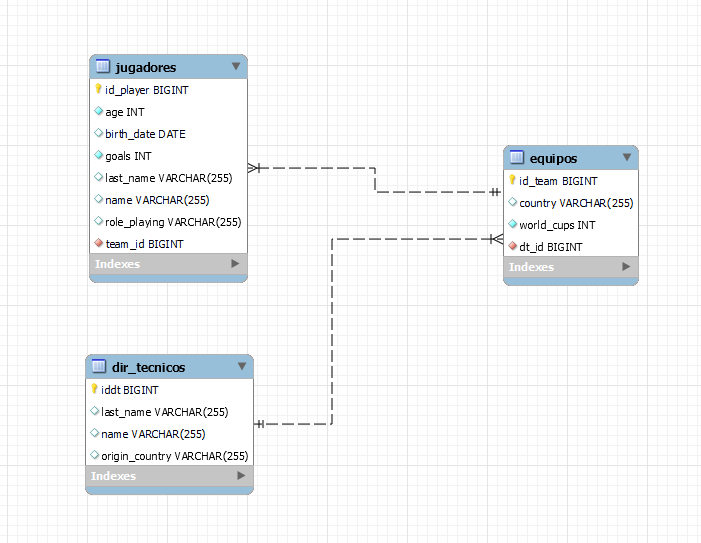 jugadores
id_player BIGINT
age INT
birth_date DATE
goals INT
last_name VARCHAR(255)
name VARCHAR(255)
role_playing VARCHAR(255)
team_id BIGINT
Indexes
equipos
id_team BIGINT
country VARCHAR(255)
world_cups INT
dt_id BIGINT
Indexes
dir_tecnicos
iddt BIGINT
last_name VARCHAR(255)
name VARCHAR(255)
origin_country VARCHAR(255)
Indexes